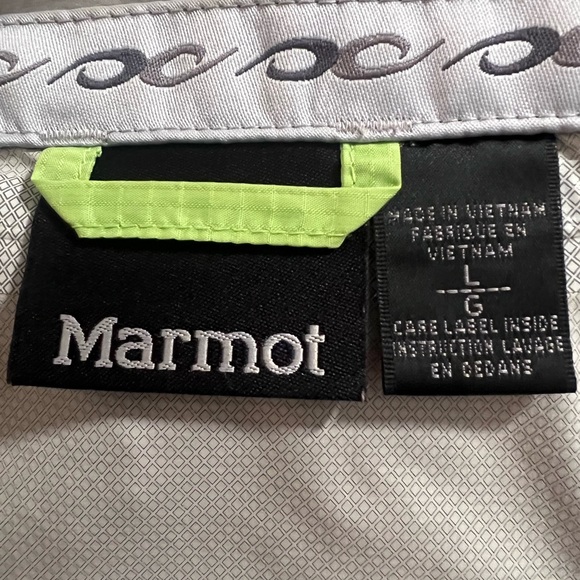 Marmot
MADE IN VIETNAM
FABRIQUE EN
VIETNAM
L
G
CARE LABEL INSIDE
INSTRUCTION LAVAGE
EN DEDANS